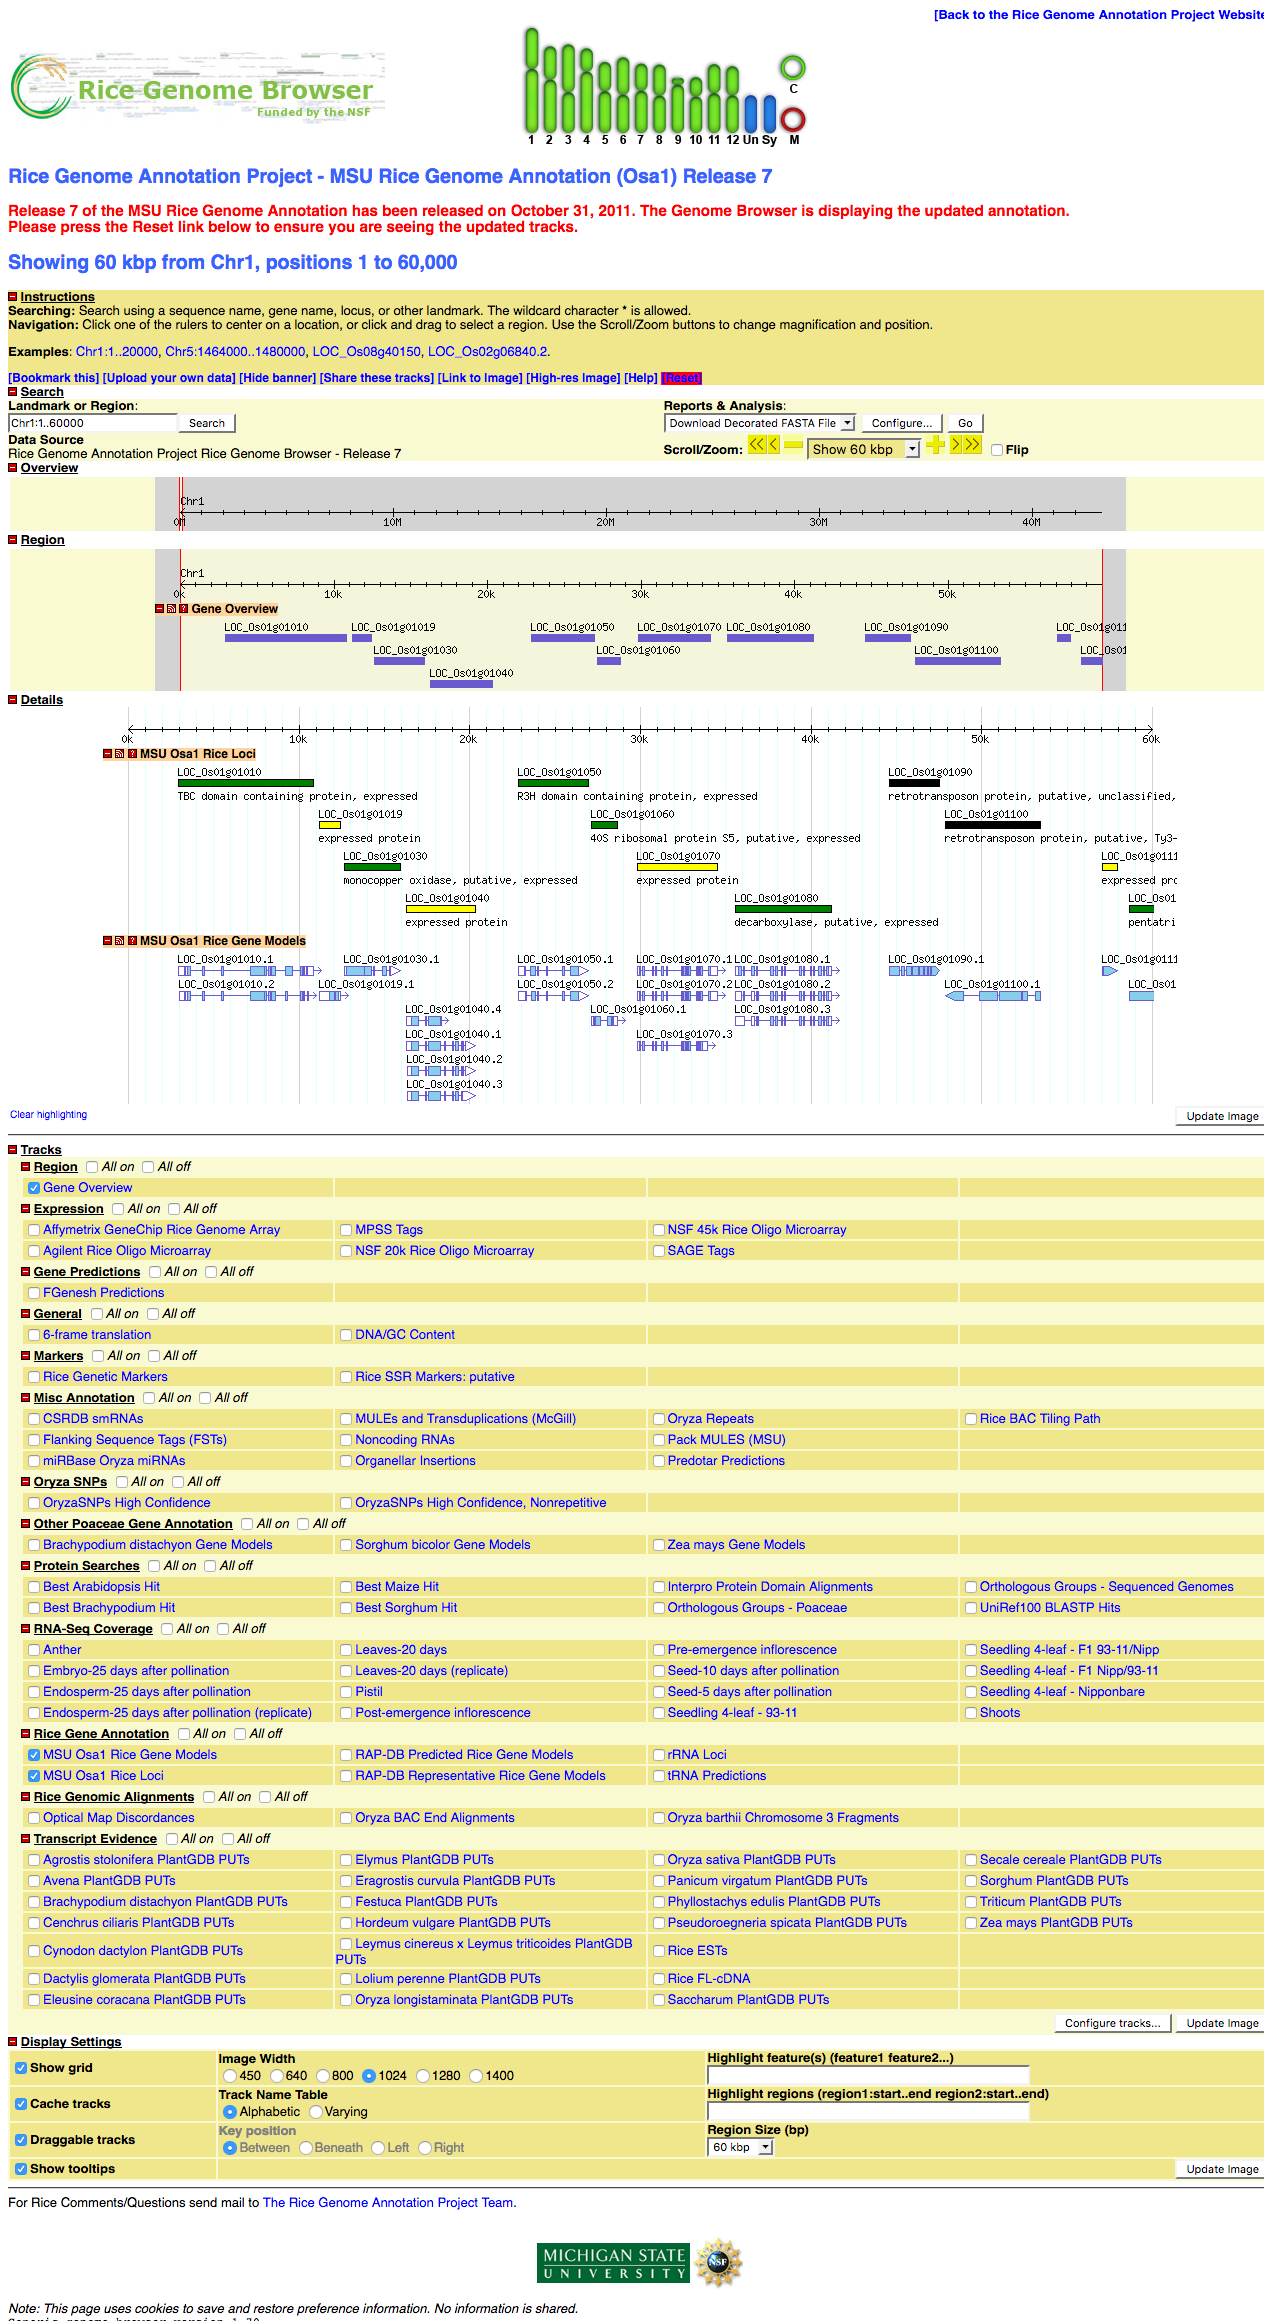 [Back to the Rice Genome Annotation Project Website
Rice Genome Browser
Funded by the NSF
C
1 2 3 4 5 6 7 8 9 10 11 12 Un Sy M
Rice Genome Annotation Project - MSU Rice Genome Annotation (Osa1) Release 7
Release 7 of the MSU Rice Genome Annotation has been released on October 31, 2011. The Genome Browser is displaying the updated annotation.
Please press the Reset link below to ensure you are seeing the updated tracks.
Showing 60 kbp from Chr1, positions 1 to 60,000
Instructions
Searching: Search using a sequence name, gene name, locus, or other landmark. The wildcard character * is allowed.
Navigation: Click one of the rulers to center on a location, or click and drag to select a region. Use the Scroll/Zoom buttons to change magnification and position.
Examples: Chr1:1..20000, Chr5:1464000..1480000, LOC_Os08g40150, LOC_Os02g06840.2.
[Bookmark this] [Upload your own data] [Hide banner] [Share these tracks] [Link to Image] [High-res Image] [Help] [Reset]
Search
Landmark or Region: Reports & Analysis:
Chr1:1..60000 Search Download Decorated FASTA File Configure... Go
Data Source
Rice Genome Annotation Project Rice Genome Browser - Release 7 Scroll/Zoom: Show 60 kbp Flip
Overview
Chr1
0M 10M 20M 30M 40M
Region
Chr1
0k 10k 20k 30k 40k 50k
Gene Overview
LOC_Os01g01010 LOC_Os01g01019 LOC_Os01g01050 LOC_Os01g01070 LOC_Os01g01080 LOC_Os01g01090 LOC_Os01g011
LOC_Os01g01030 LOC_Os01g01060 LOC_Os01g01100 LOC_Os01
LOC_Os01g01040
Details
0k 10k 20k 30k 40k 50k 60k
MSU Osa1 Rice Loci
LOC_Os01g01010 LOC_Os01g01050 LOC_Os01g01090
TBC domain containing protein, expressed R3H domain containing protein, expressed retrotransposon protein, putative, unclassified,
LOC_Os01g01019 LOC_Os01g01060 LOC_Os01g01100
expressed protein 40S ribosomal protein S5, putative, expressed retrotransposon protein, putative, Ty3-
LOC_Os01g01030 LOC_Os01g01070 LOC_Os01g011
monocopper oxidase, putative, expressed expressed protein expressed pro
LOC_Os01g01040 LOC_Os01g01080 LOC_Os01
expressed protein decarboxylase, putative, expressed pentatri
MSU Osa1 Rice Gene Models
LOC_Os01g01010.1 LOC_Os01g01030.1 LOC_Os01g01050.1 LOC_Os01g01070.1 LOC_Os01g01080.1 LOC_Os01g01090.1 LOC_Os01g011
LOC_Os01g01010.2 LOC_Os01g01019.1 LOC_Os01g01050.2 LOC_Os01g01070.2 LOC_Os01g01080.2 LOC_Os01g01100.1 LOC_Os01
LOC_Os01g01040.4 LOC_Os01g01060.1 LOC_Os01g01080.3
LOC_Os01g01040.1 LOC_Os01g01070.3
LOC_Os01g01040.2
LOC_Os01g01040.3
Clear highlighting Update Image
Tracks
Region All on All off
Gene Overview
Expression All on All off
Affymetrix GeneChip Rice Genome Array MPSS Tags NSF 45k Rice Oligo Microarray
Agilent Rice Oligo Microarray NSF 20k Rice Oligo Microarray SAGE Tags
Gene Predictions All on All off
FGenesh Predictions
General All on All off
6-frame translation DNA/GC Content
Markers All on All off
Rice Genetic Markers Rice SSR Markers: putative
Misc Annotation All on All off
CSRDB smRNAs MULEs and Transduplications (McGill) Oryza Repeats Rice BAC Tiling Path
Flanking Sequence Tags (FSTs) Noncoding RNAs Pack MULES (MSU)
miRBase Oryza miRNAs Organellar Insertions Predotar Predictions
Oryza SNPs All on All off
OryzaSNPs High Confidence OryzaSNPs High Confidence, Nonrepetitive
Other Poaceae Gene Annotation All on All off
Brachypodium distachyon Gene Models Sorghum bicolor Gene Models Zea mays Gene Models
Protein Searches All on All off
Best Arabidopsis Hit Best Maize Hit Interpro Protein Domain Alignments Orthologous Groups - Sequenced Genomes
Best Brachypodium Hit Best Sorghum Hit Orthologous Groups - Poaceae UniRef100 BLASTP Hits
RNA-Seq Coverage All on All off
Anther Leaves-20 days Pre-emergence inflorescence Seedling 4-leaf - F1 93-11/Nipp
Embryo-25 days after pollination Leaves-20 days (replicate) Seed-10 days after pollination Seedling 4-leaf - F1 Nipp/93-11
Endosperm-25 days after pollination Pistil Seed-5 days after pollination Seedling 4-leaf - Nipponbare
Endosperm-25 days after pollination (replicate) Post-emergence inflorescence Seedling 4-leaf - 93-11 Shoots
Rice Gene Annotation All on All off
MSU Osa1 Rice Gene Models RAP-DB Predicted Rice Gene Models rRNA Loci
MSU Osa1 Rice Loci RAP-DB Representative Rice Gene Models tRNA Predictions
Rice Genomic Alignments All on All off
Optical Map Discordances Oryza BAC End Alignments Oryza barthii Chromosome 3 Fragments
Transcript Evidence All on All off
Agrostis stolonifera PlantGDB PUTs Elymus PlantGDB PUTs Oryza sativa PlantGDB PUTs Secale cereale PlantGDB PUTs
Avena PlantGDB PUTs Eragrostis curvula PlantGDB PUTs Panicum virgatum PlantGDB PUTs Sorghum PlantGDB PUTs
Brachypodium distachyon PlantGDB PUTs Festuca PlantGDB PUTs Phyllostachys edulis PlantGDB PUTs Triticum PlantGDB PUTs
Cenchrus ciliaris PlantGDB PUTs Hordeum vulgare PlantGDB PUTs Pseudoroegneria spicata PlantGDB PUTs Zea mays PlantGDB PUTs
Cynodon dactylon PlantGDB PUTs Leymus cinereus x Leymus triticoides PlantGDB PUTs Rice ESTs
Dactylis glomerata PlantGDB PUTs Lolium perenne PlantGDB PUTs Rice FL-cDNA
Eleusine coracana PlantGDB PUTs Oryza longistaminata PlantGDB PUTs Saccharum PlantGDB PUTs
Configure tracks... Update Image
Display Settings
Show grid Image Width Highlight feature(s) (feature1 feature2...)
450 640 800 1024 1280 1400
Cache tracks Track Name Table Highlight regions (region1:start..end region2:start..end)
Alphabetic Varying
Draggable tracks Key position Region Size (bp)
Between Beneath Left Right 60 kbp
Show tooltips Update Image
For Rice Comments/Questions send mail to The Rice Genome Annotation Project Team.
MICHIGAN STATE
UNIVERSITY
NSF
Note: This page uses cookies to save and restore preference information. No information is shared.